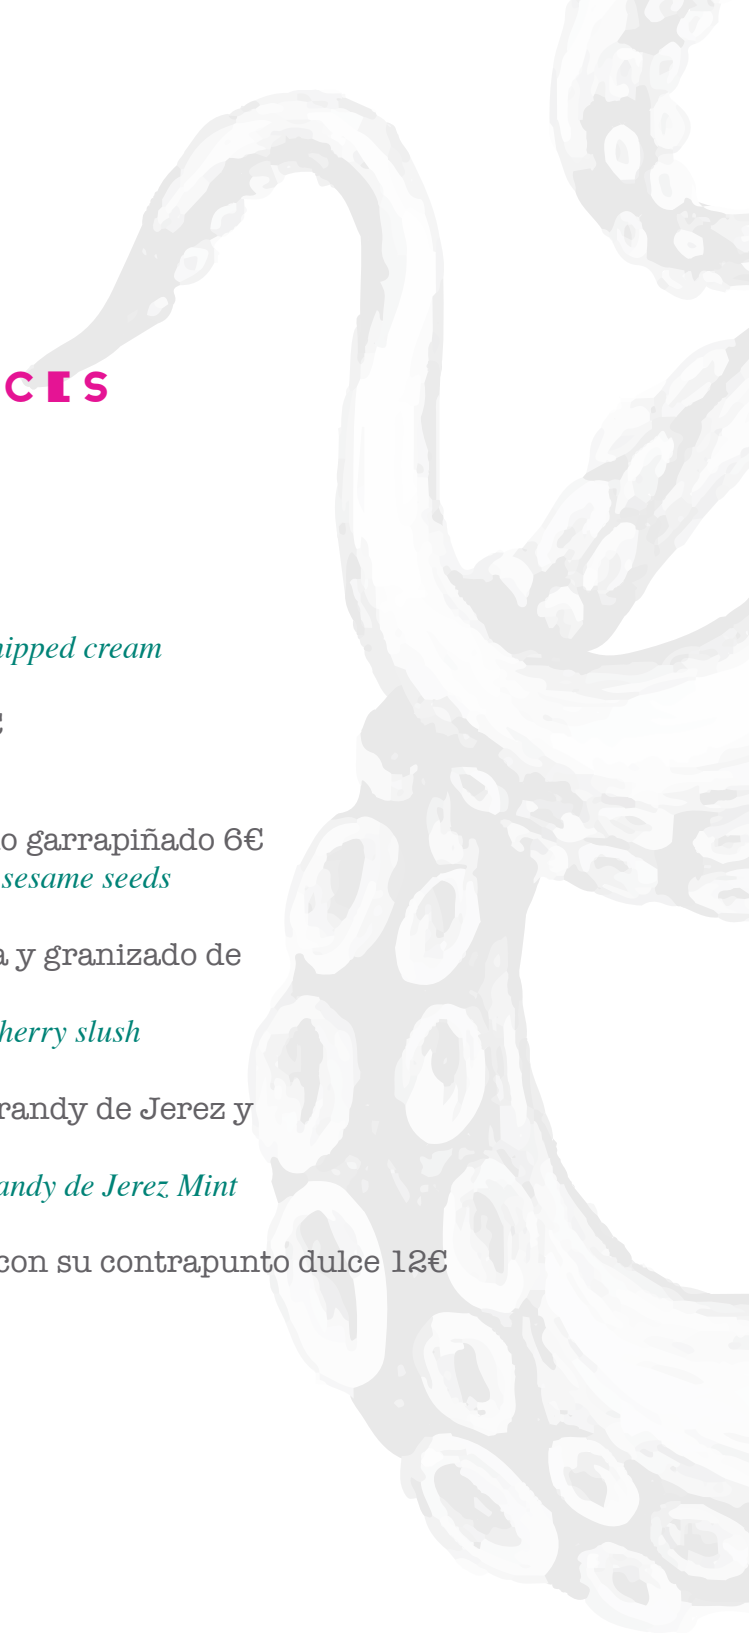 CES
hipped cream
€
o garrapiñado 6€
sesame seeds
a y granizado de
herry slush
randy de Jerez y
andy de Jerez Mint
con su contrapunto dulce 12€